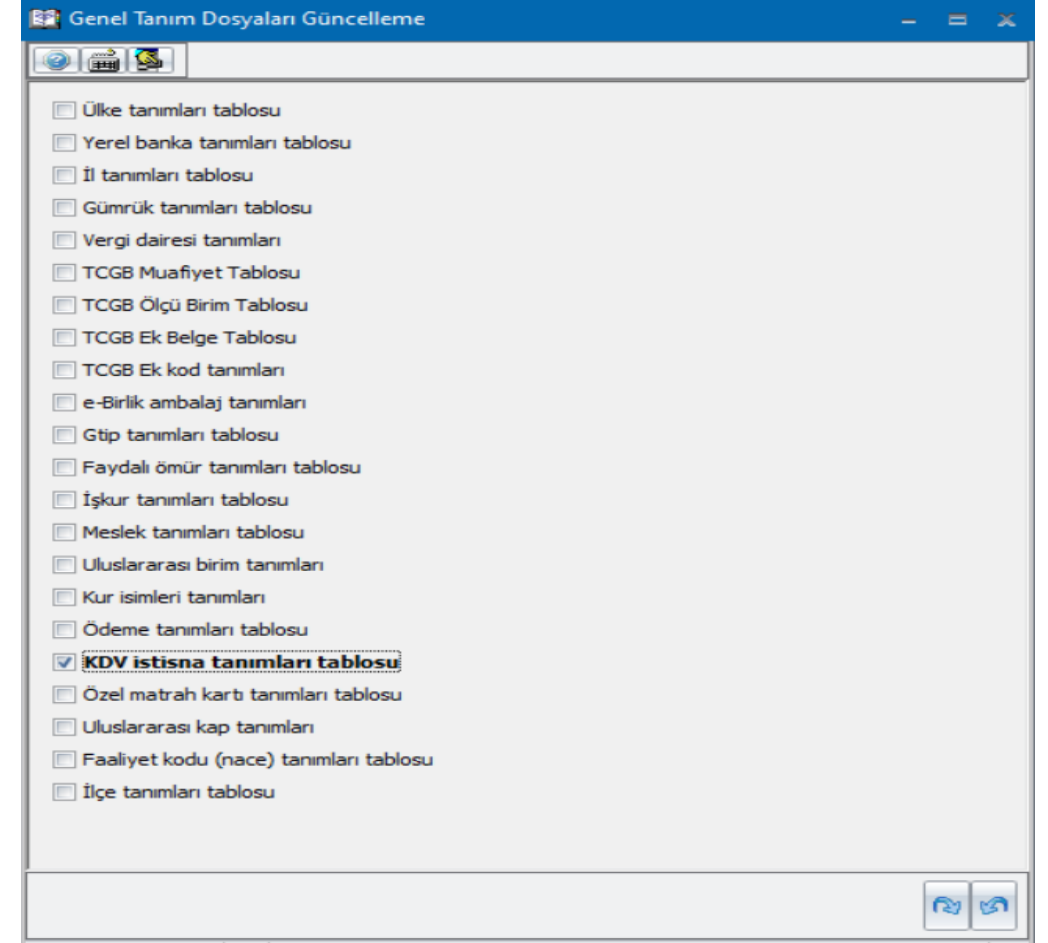 Genel Tanım Dosyaları Güncelleme
Ülke tanımları tablosu
Yerel banka tanımları tablosu
İl tanımları tablosu
Gümrük tanımları tablosu
Vergi dairesi tanımları
TCGB Muafiyet Tablosu
TCGB Ölçü Birim Tablosu
TCGB Ek Belge Tablosu
TCGB Ek kod tanımları
e-Birlik ambalaj tanımları
Gtip tanımları tablosu
Faydalı ömür tanımları tablosu
İşkur tanımları tablosu
Meslek tanımları tablosu
Uluslararası birim tanımları
Kur isimleri tanımları
Ödeme tanımları tablosu
KDV istisna tanımları tablosu
Özel matrah kartı tanımları tablosu
Uluslararası kap tanımları
Faaliyet kodu (nace) tanımları tablosu
İlçe tanımları tablosu